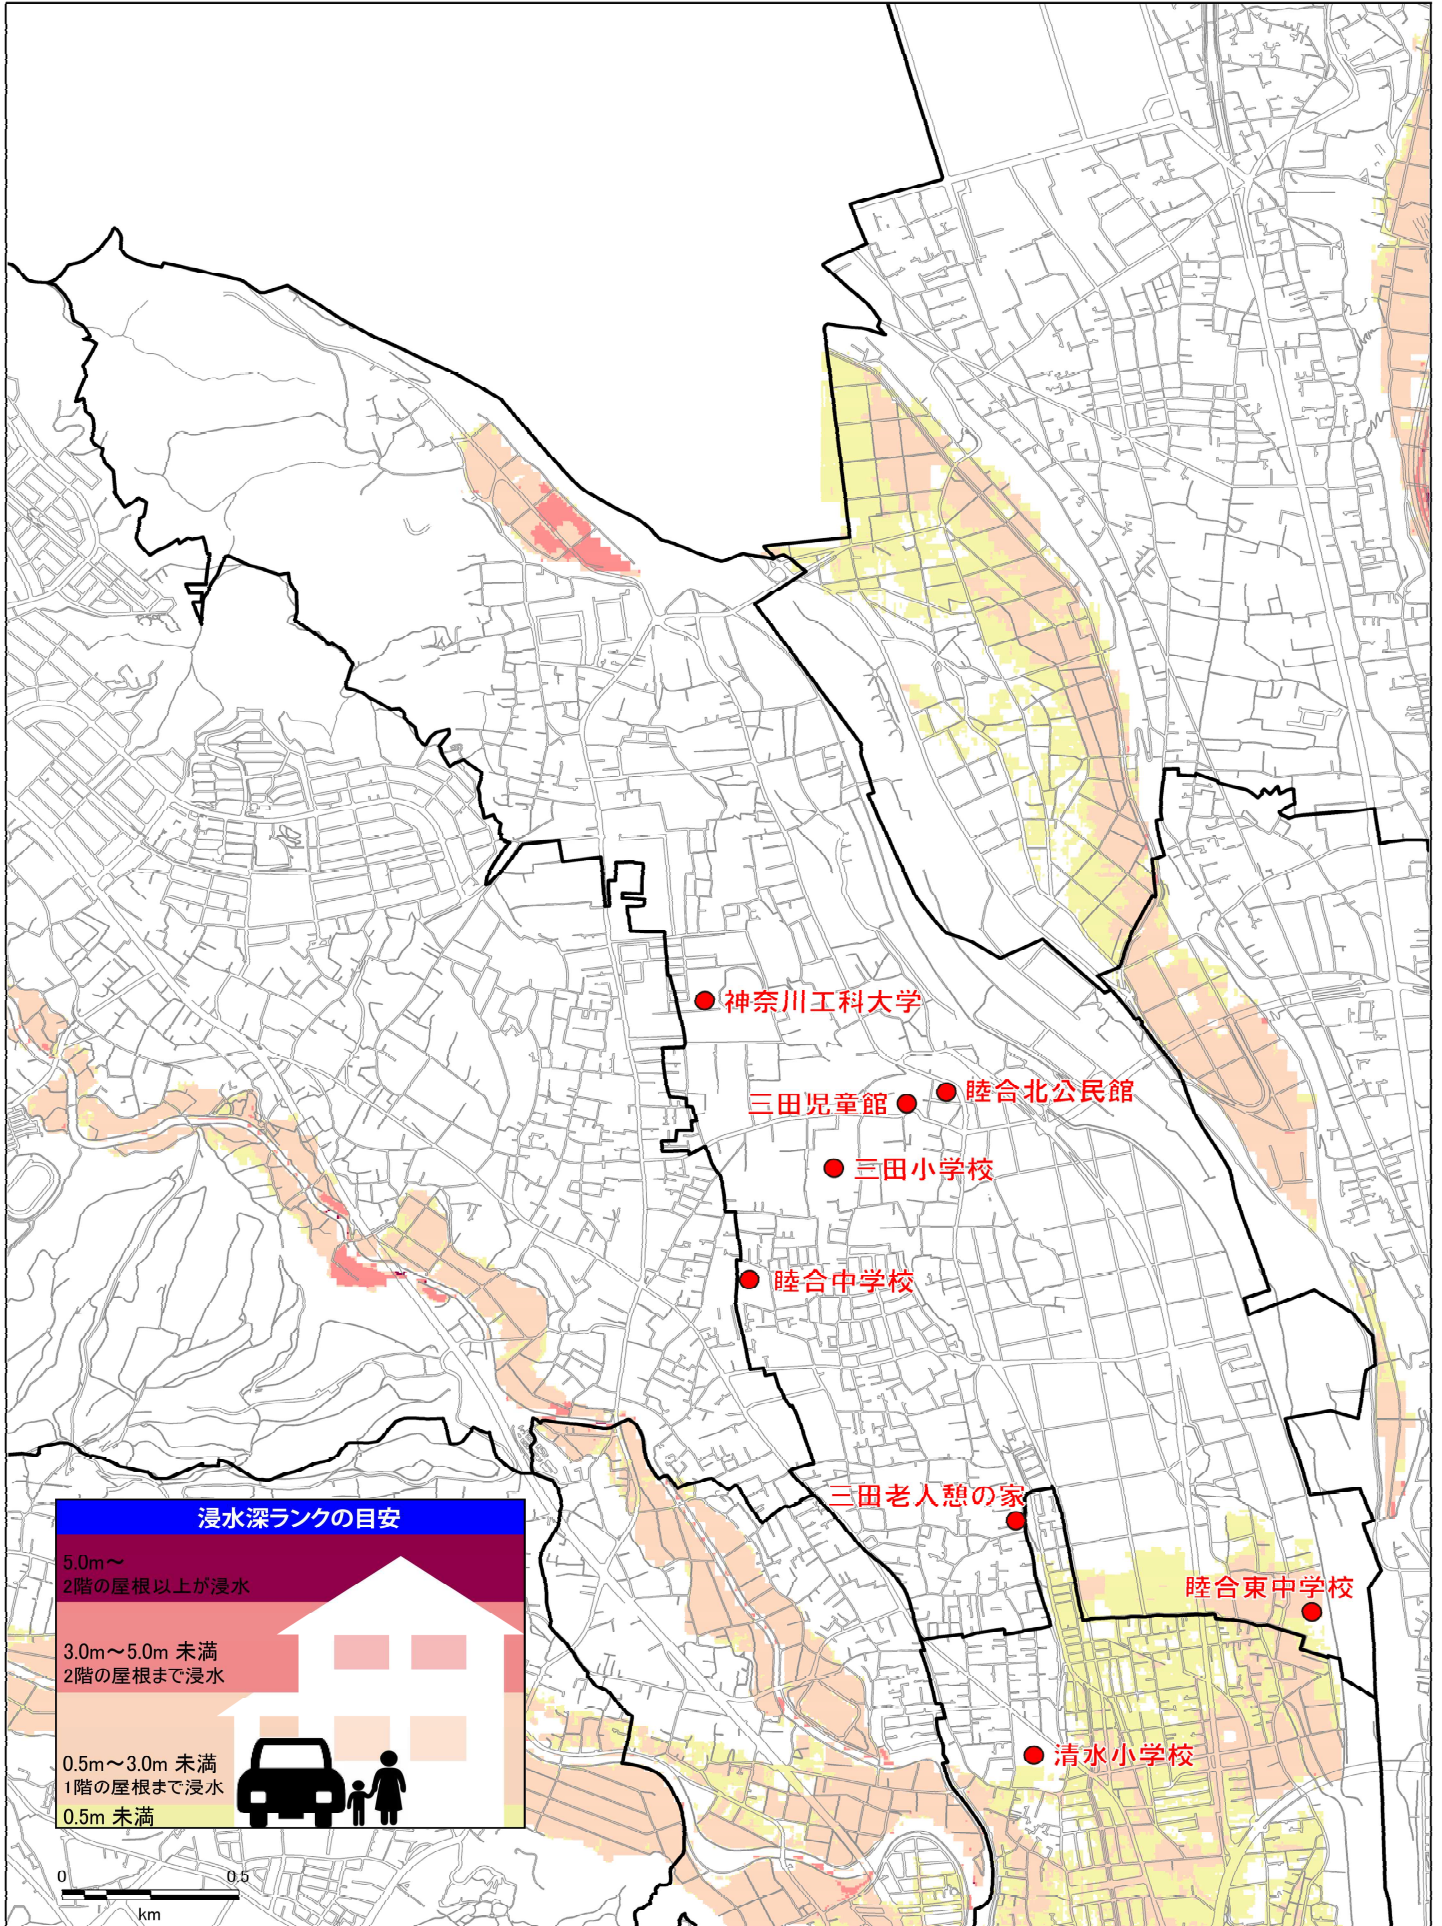 神奈川工科大学
睦合北公民館
三田児童館
三田小学校
睦合中学校
三田老人憩の家
睦合東中学校
清水小学校
浸水深ランクの目安
5.0m～
2階の屋根以上が浸水
3.0m～5.0m 未満
2階の屋根まで浸水
0.5m～3.0m 未満
1階の屋根まで浸水
0.5m 未満
0 0.5
km